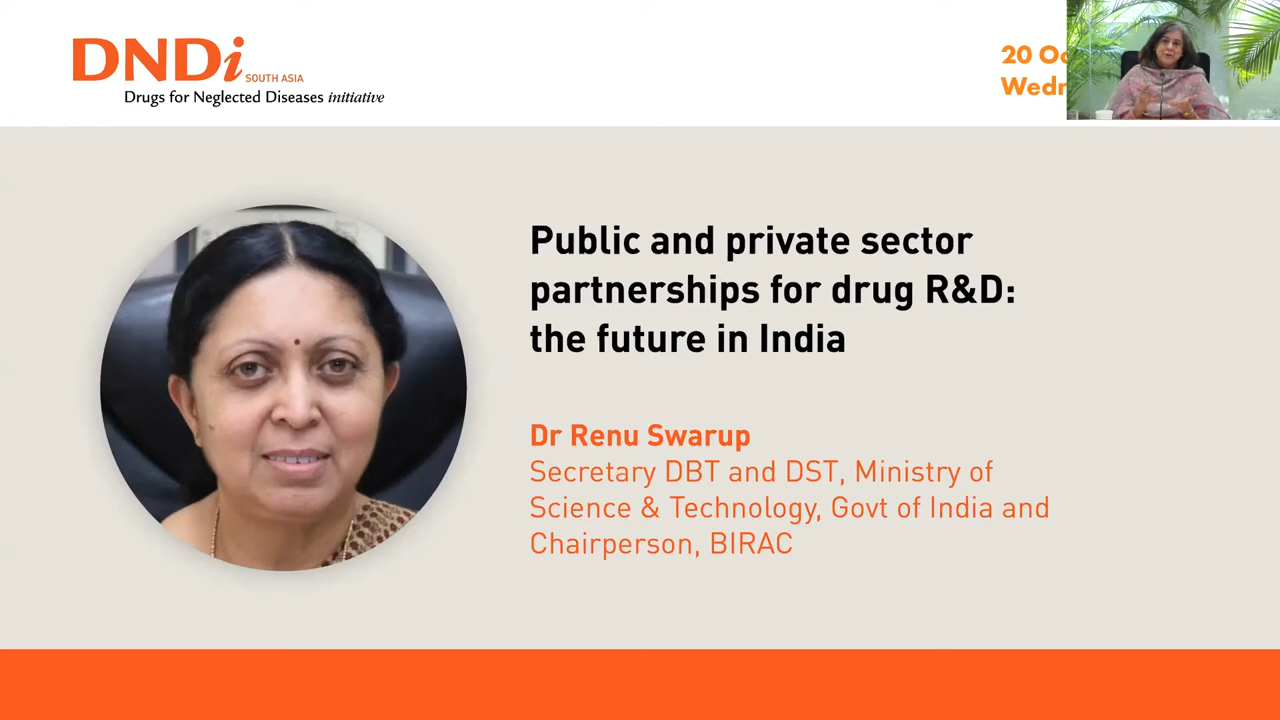 DNDi SOUTH ASIA
Drugs for Neglected Diseases initiative
20
Public and private sector
partnerships for drug R&D:
the future in India
Dr Renu Swarup
Secretary DBT and DST, Ministry of
Science & Technology, Govt of India and
Chairperson, BIRAC